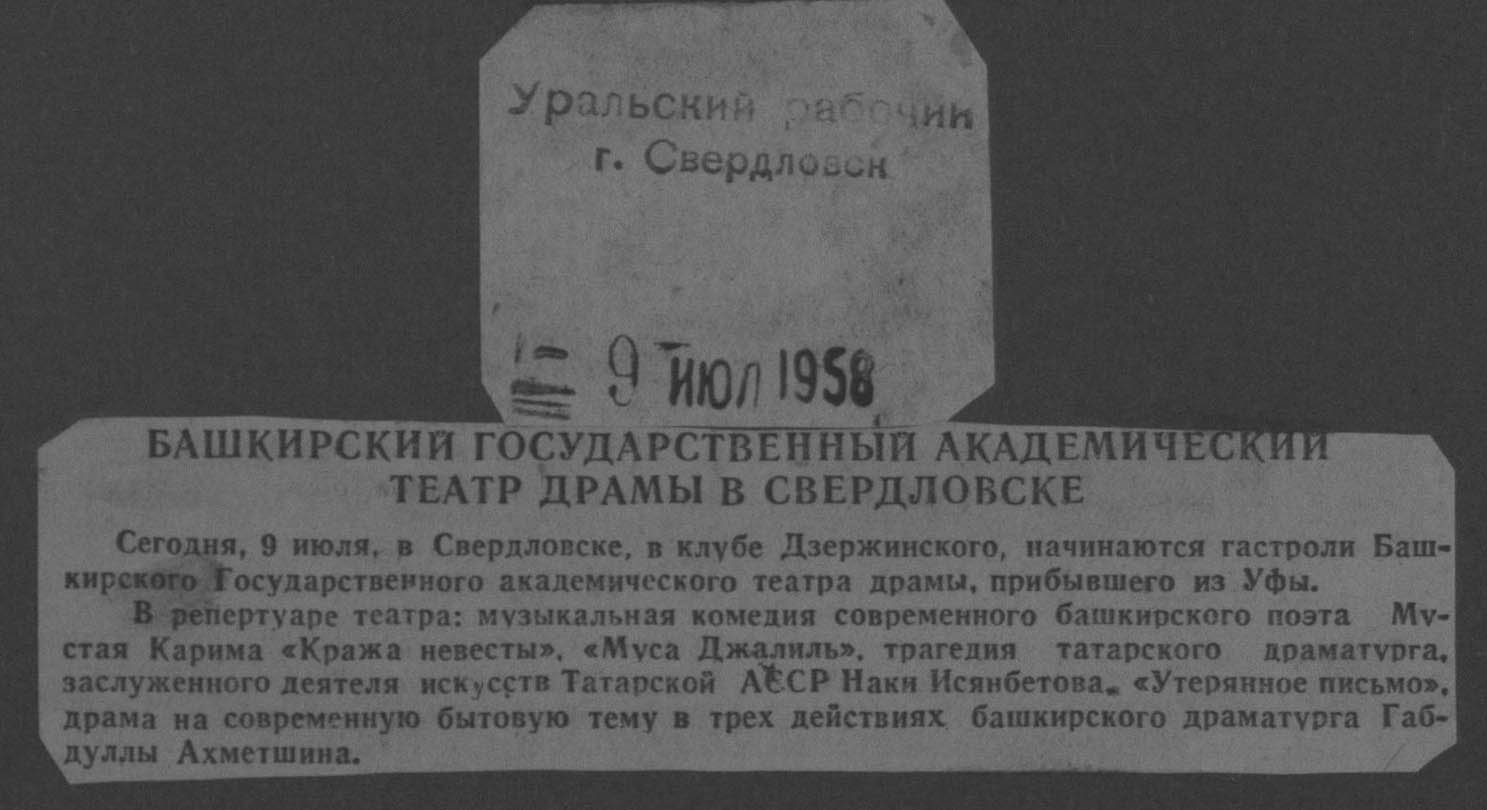 Уральский рабочий
г. Свердловск
9 ИЮЛ 1958
БАШКИРСКИЙ ГОСУДАРСТВЕННЫЙ АКАДЕМИЧЕСКИЙ
ТЕАТР ДРАМЫ В СВЕРДЛОВСКЕ
Сегодня, 9 июля, в Свердловске, в клубе Дзержинского, начинаются гастроли Баш-
кирского Государственного академического театра драмы, прибывшего из Уфы.
В репертуаре театра: музыкальная комедия современного башкирского поэта Му-
стая Карима «Кража невесты», «Муса Джалиль», трагедия татарского драматурга,
заслуженного деятеля искусств Татарской АССР Наки Исянбетова, «Утерянное письмо»,
драма на современную бытовую тему в трех действиях башкирского драматурга Габ-
дуллы Ахметшина.